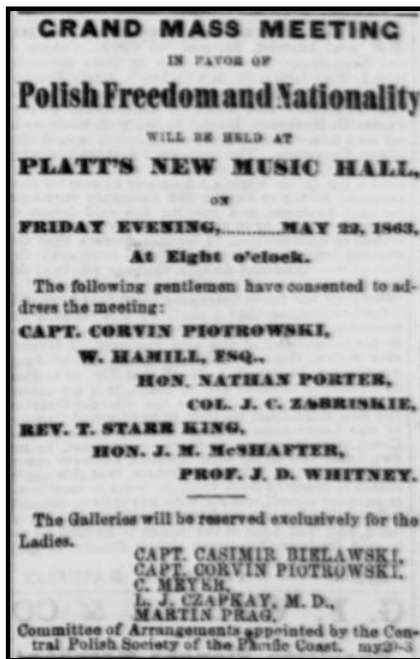 GRAND MASS MEETING
IN FAVOR OF
Polish Freedom and Nationality
WILL BE HELD AT
PLATT'S NEW MUSIC HALL,
ON
FRIDAY EVENING,........MAY 22, 1863,
At Eight o'clock.
The following gentlemen have consented to ad-
dress the meeting:
CAPT. CORVIN PIOTROWSKI,
W. HAMILL, ESQ.,
HON. NATHAN PORTER,
COL. J. C. ZABRISKIE,
REV. T. STARR KING,
HON. J. M. McSHAFTER,
PROF. J. D. WHITNEY.
The Galleries will be reserved exclusively for the
Ladies.
CAPT. CASIMIR BIELAWSKI,
CAPT. CORVIN PIOTROWSKI,
C. MEYER,
L. J. CZAPKAY, M. D.,
MARTIN PRAG,
Committee of Arrangements appointed by the Cen-
tral Polish Society of the Pacific Coast. my20-3